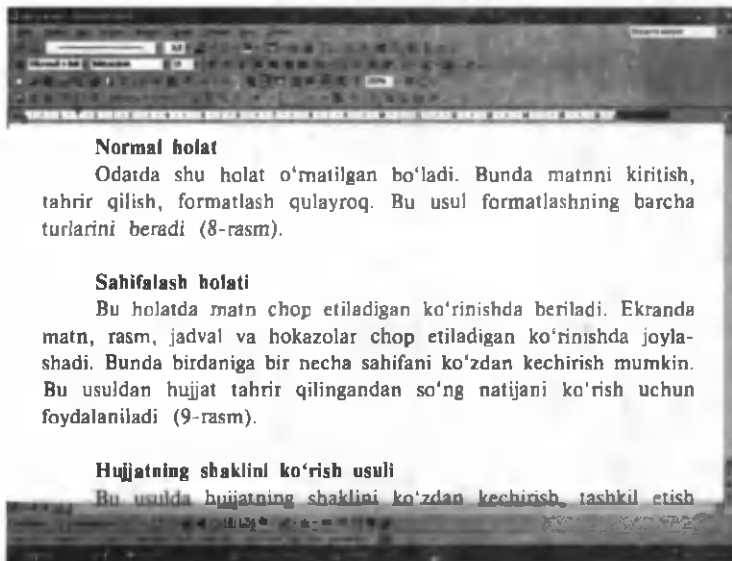 Normal holat
Odatda shu holat o‘rnatilgan bo‘ladi. Bunda matnni kiritish,
tahrir qilish, formatlash qulayroq. Bu usul formatlashning barcha
turlarini beradi (8-rasm).
Sahifalash holati
Bu holatda matn chop etiladigan ko‘rinishda beriladi. Ekranda
matn, rasm, jadval va hokazolar chop etiladigan ko‘rinishda joyla-
shadi. Bunda birdaniga bir necha sahifani ko‘zdan kechirish mumkin.
Bu usuldan hujjat tahrir qilingandan so‘ng natijani ko‘rish uchun
foydalaniladi (9-rasm).
Hujjatning shaklini ko‘rish usuli
Bu usulda hujjatning shaklini ko‘zdan kechirish, tashkil etish